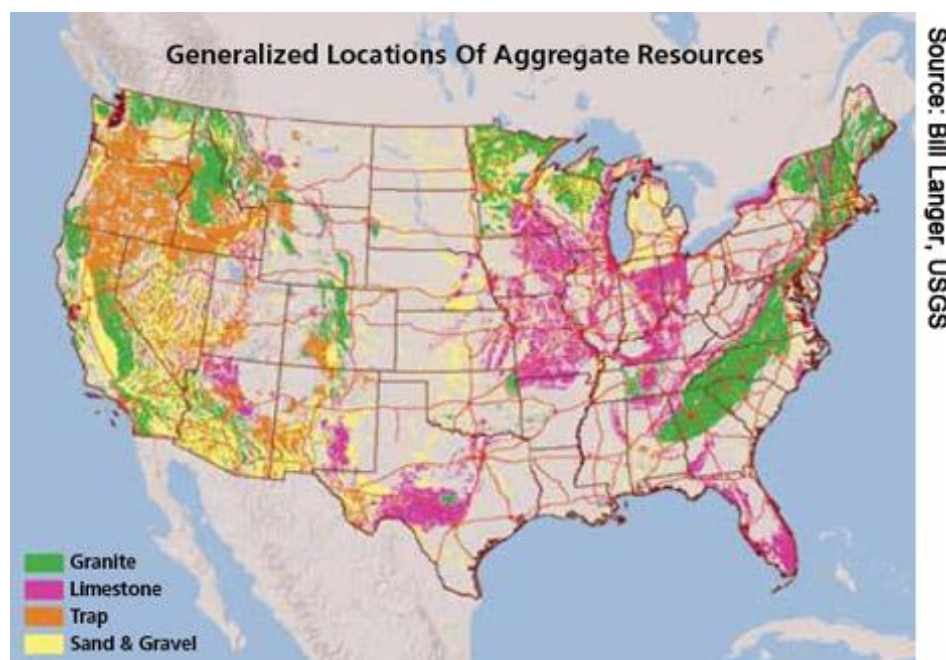 Generalized Locations Of Aggregate Resources
Source: Bill Langer, USGS
Granite
Limestone
Trap
Sand & Gravel